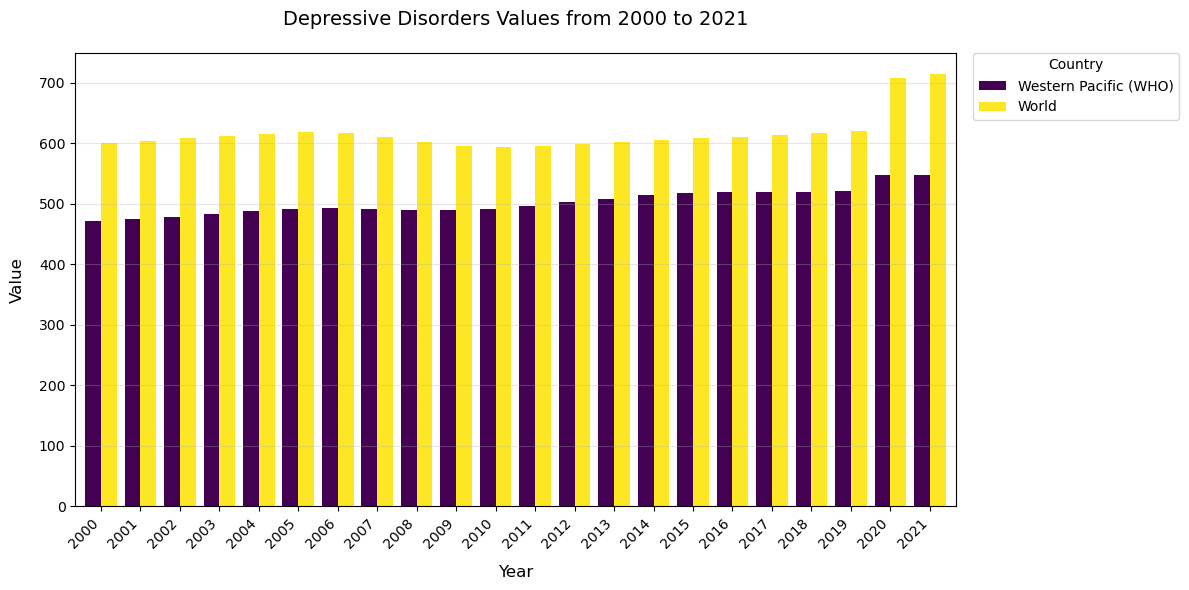 Depressive Disorders Values from 2000 to 2021
Country
Western Pacific (WHO)
World
Value
700
600
500
400
300
200
100
0
2000 2001 2002 2003 2004 2005 2006 2007 2008 2009 2010 2011 2012 2013 2014 2015 2016 2017 2018 2019 2020 2021
Year